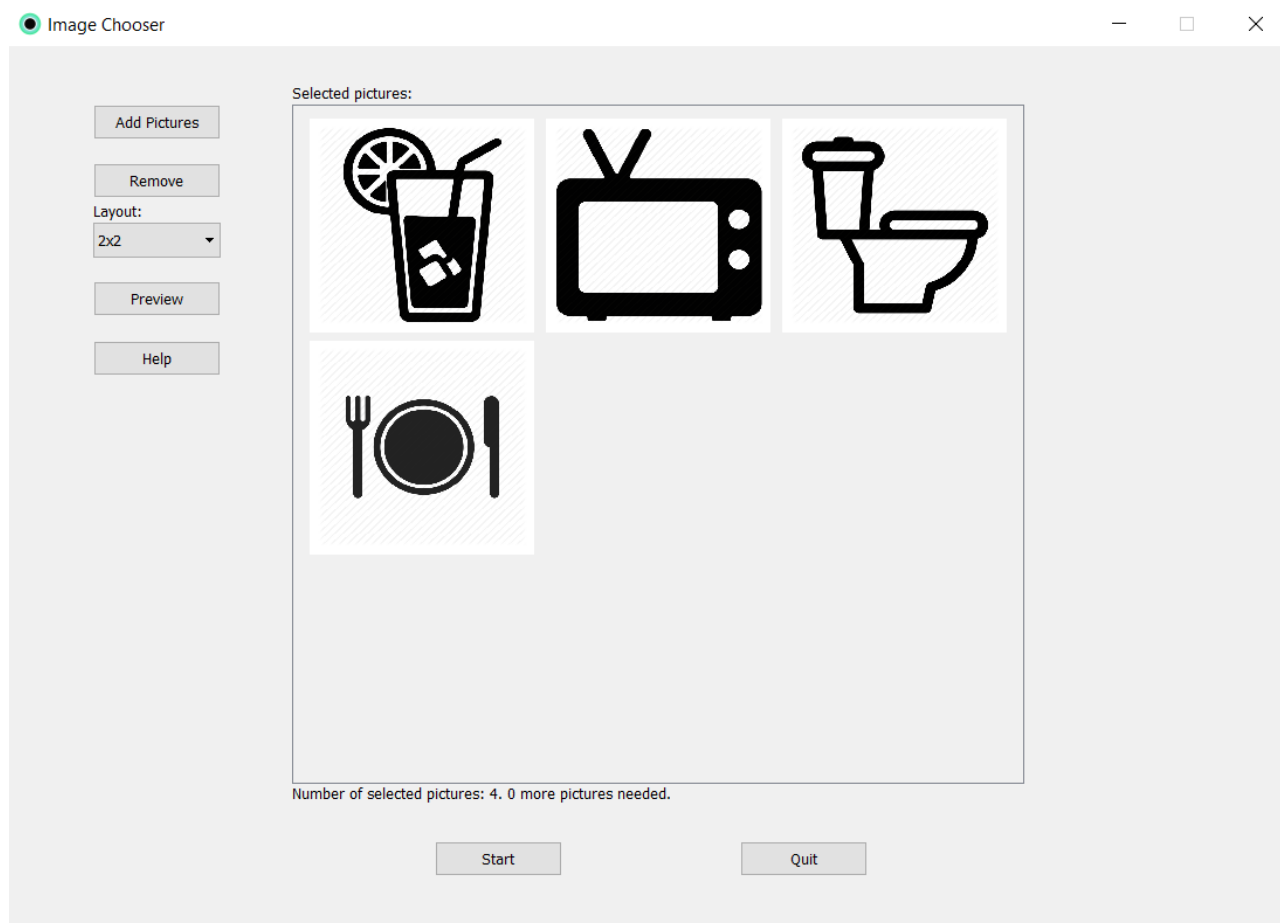 Image Chooser
Selected pictures:
Add Pictures
Remove
Layout:
2x2
Preview
Help
Number of selected pictures: 4. 0 more pictures needed.
Start
Quit